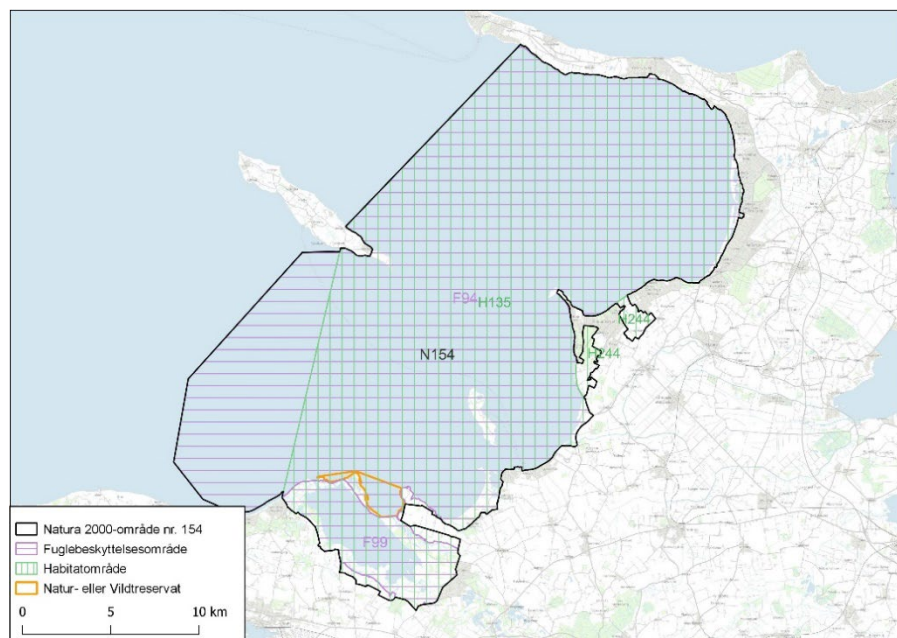 F94
H135
H244
H244
N154
F99
Natura 2000-område nr. 154
Fuglebeskyttelsesområde
Habitatområde
Natur- eller Vildtreservat
0 5 10 km